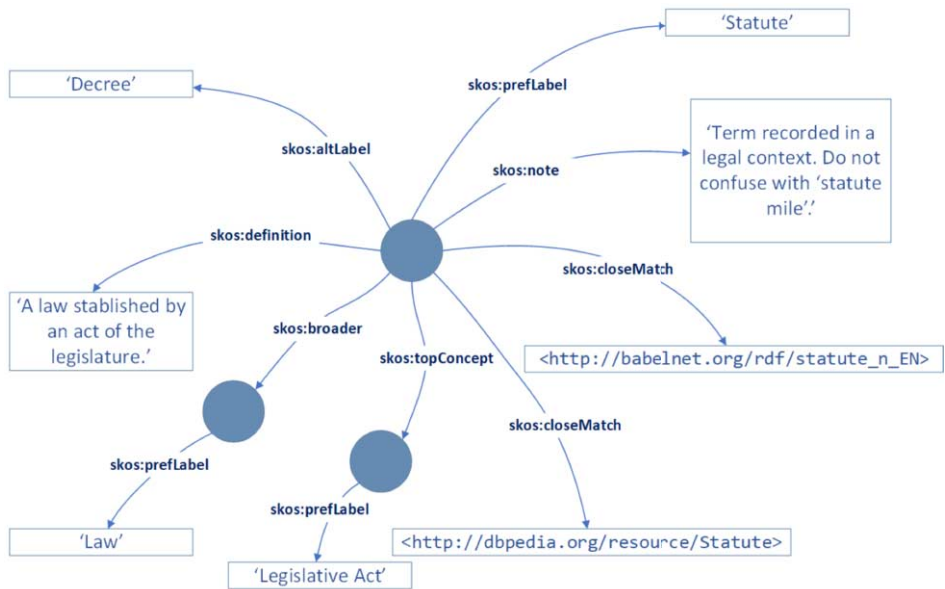 ‘Statute’
‘Decree’
skos:prefLabel
skos:altLabel
skos:note
‘Term recorded in a
legal context. Do not
confuse with ‘statute
mile’.’
skos:definition
skos:closeMatch
‘A law stablished by
an act of the
legislature.’
skos:broader
skos:topConcept
<http://babelnet.org/rdf/statute_n_EN>
skos:closeMatch
skos:prefLabel
skos:prefLabel
‘Law’
<http://dbpedia.org/resource/Statute>
‘Legislative Act’